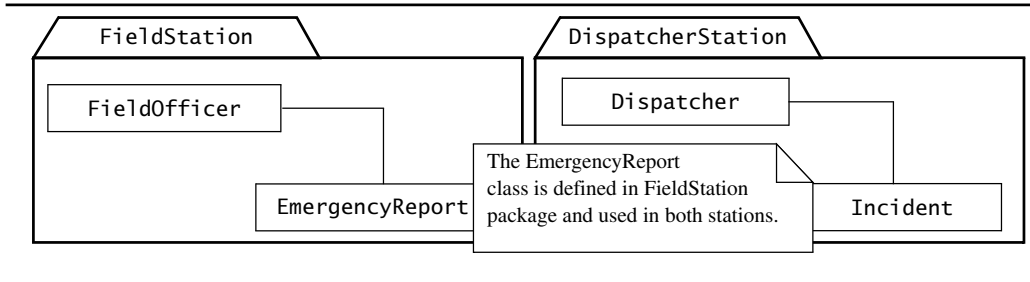 FieldStation
DispatcherStation
FieldOfficer
Dispatcher
The EmergencyReport
class is defined in FieldStation
package and used in both stations.
EmergencyReport
Incident